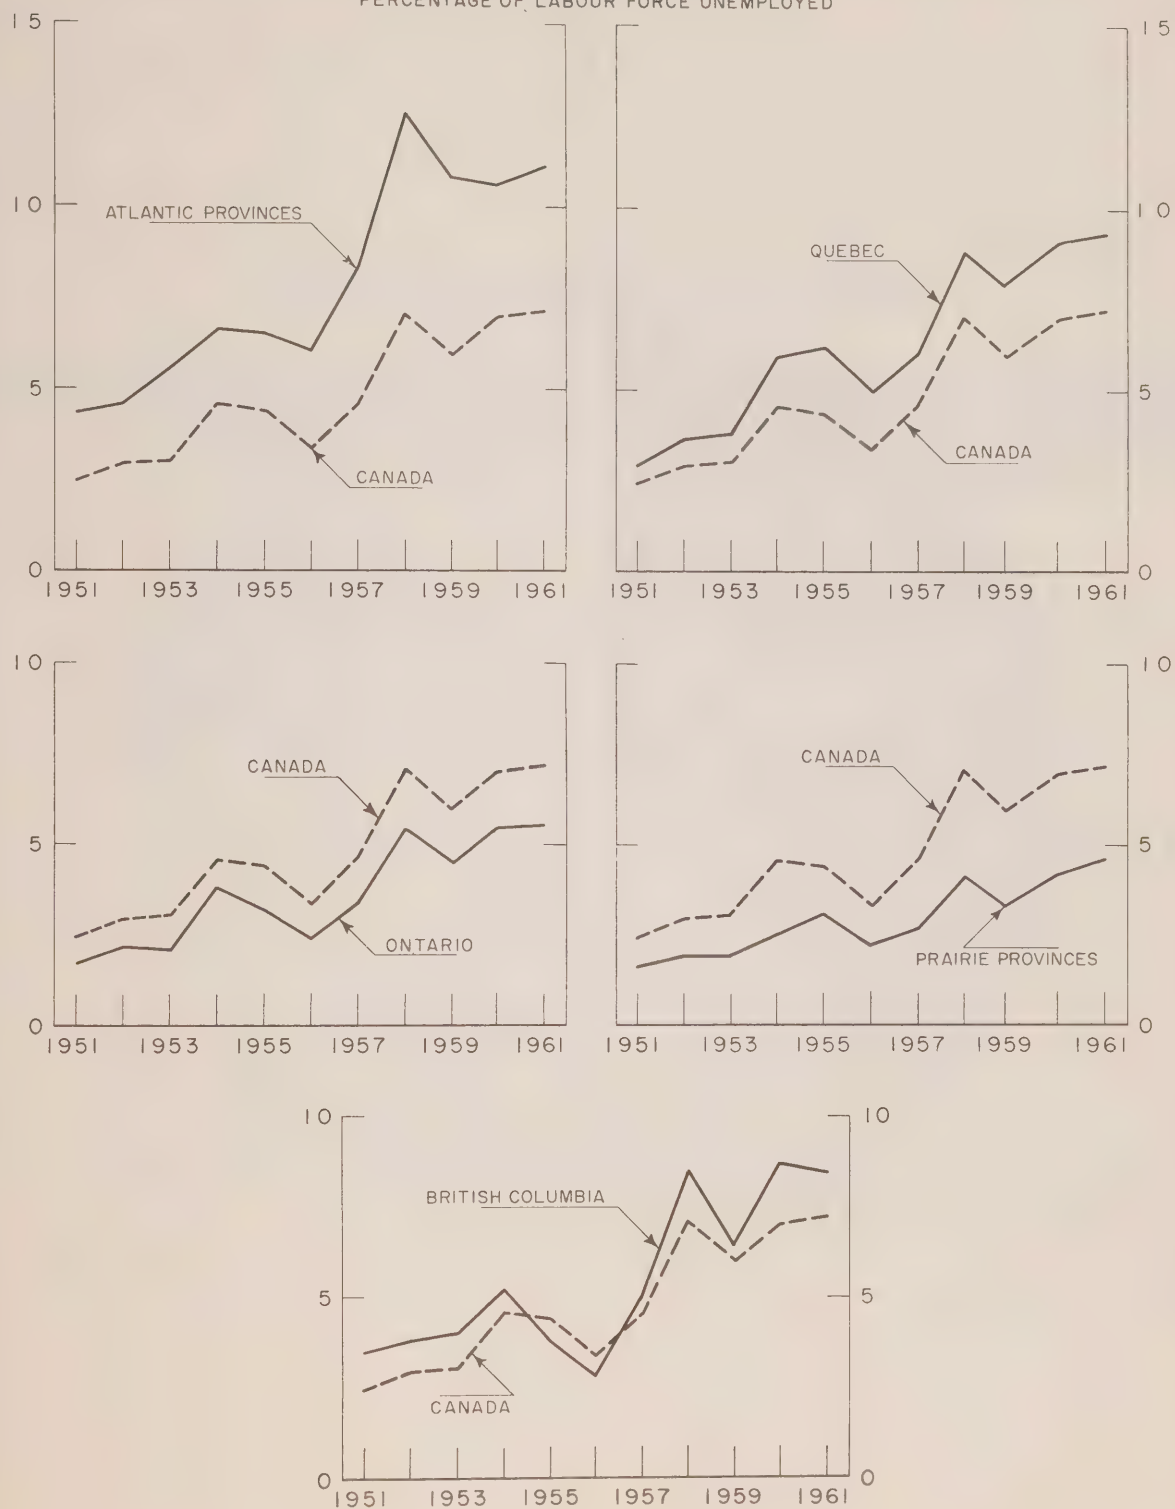 PERCENTAGE OF LABOUR FORCE UNEMPLOYED
15
15
10
10
ATLANTIC PROVINCES
QUEBEC
5
5
CANADA
CANADA
0
0
1951 1953 1955 1957 1959 1961
1951 1953 1955 1957 1959 1961
10
10
CANADA
CANADA
5
5
ONTARIO
PRAIRIE PROVINCES
0
0
1951 1953 1955 1957 1959 1961
1951 1953 1955 1957 1959 1961
10
10
BRITISH COLUMBIA
5
5
CANADA
0
0
1951 1953 1955 1957 1959 1961